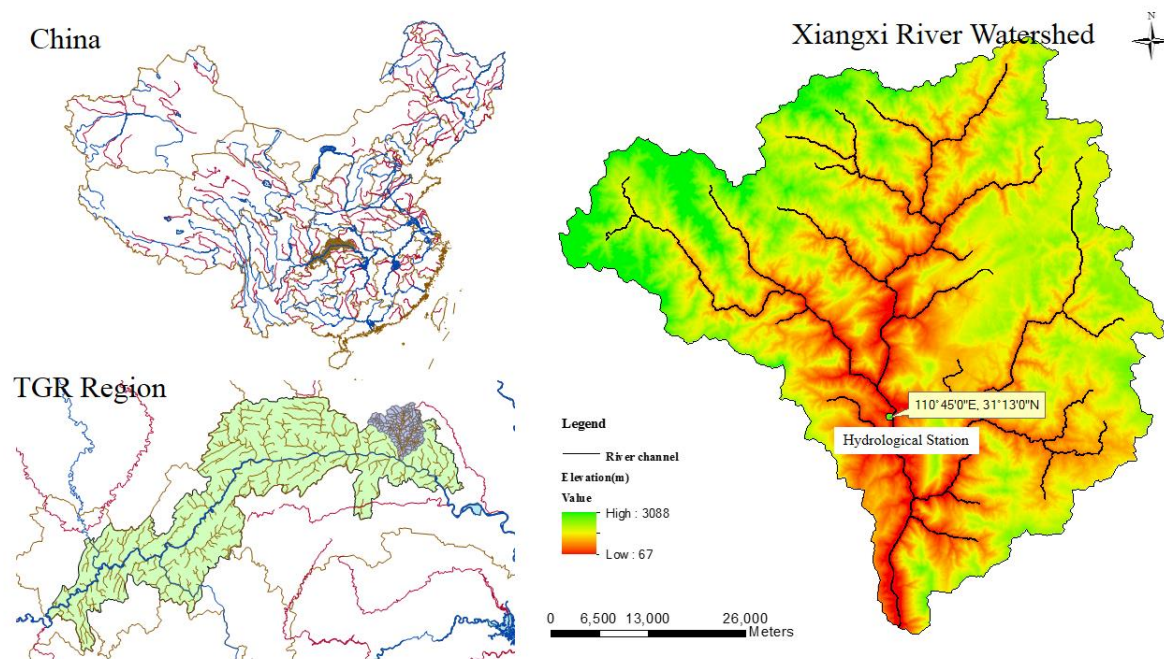 China
Xiangxi River Watershed
N
TGR Region
110°45'0"E, 31°13'0"N
Hydrological Station
Legend
River channel
Elevation(m)
Value
High : 3088
Low : 67
0 6,500 13,000 26,000
Meters